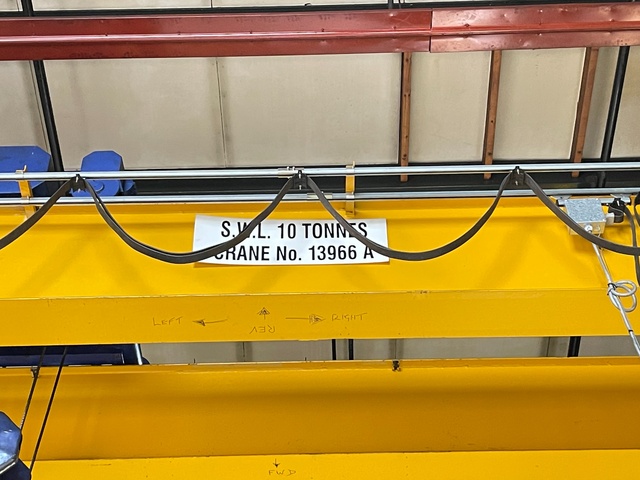 S.W.L. 10 TONNES
CRANE No. 13966 A
LEFT
REV
RIGHT
FWD